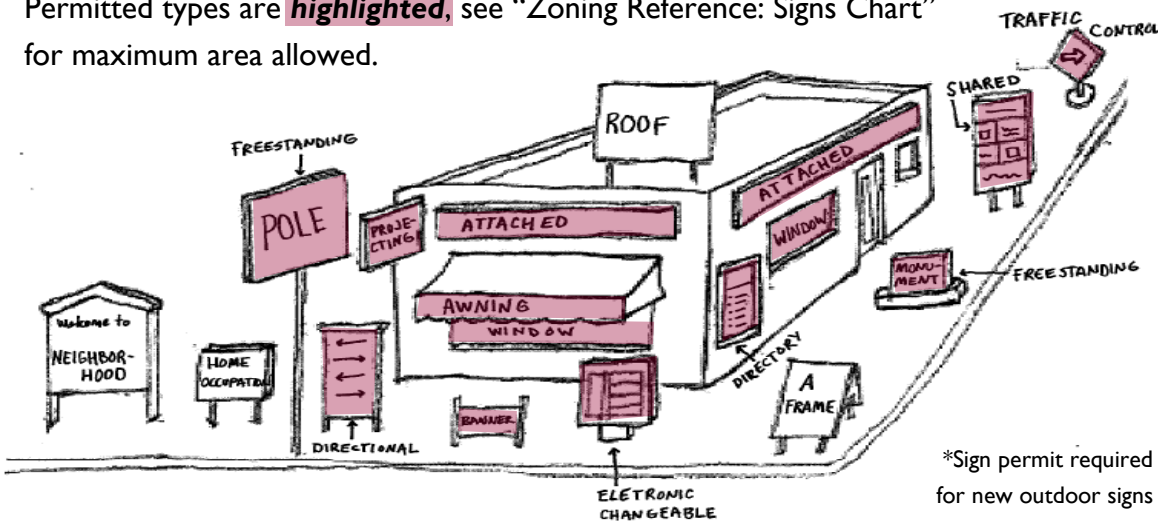 Permitted types are highlighted, see “Zoning Reference: Signs Chart”
for maximum area allowed.
TRAFFIC
CONTROL
SHARED
ROOF
FREESTANDING
ATTACHED
POLE
PROJE-
CTING
ATTACHED
WINDOW
MONU-
MENT
FREESTANDING
AWNING
WINDOW
Welcome to
NEIGHBOR-
HOOD
HOME
OCCUPATION
DIRECTORY
A
FRAME
BANNER
DIRECTIONAL
ELETRONIC
CHANGEABLE
*Sign permit required
for new outdoor signs